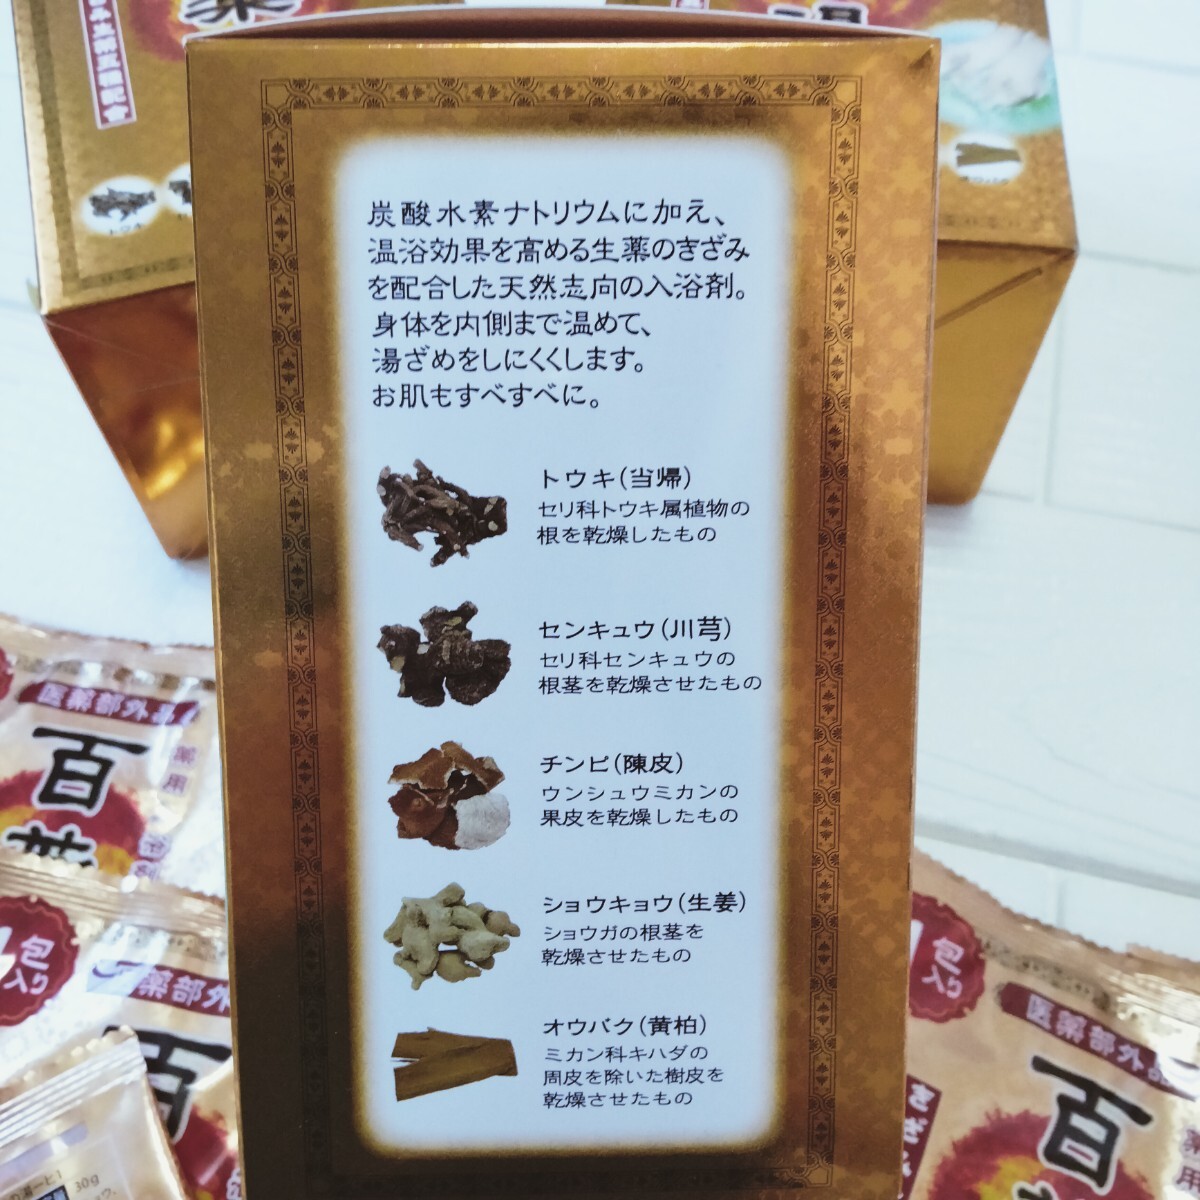 炭酸水素ナトリウムに加え、
温浴効果を高める生薬のきざみ
を配合した天然志向の入浴剤。
身体を内側まで温めて、
湯ざめをしにくくします。
お肌もすべすべに。
トウキ(当帰)
セリ科トウキ属植物の
根を乾燥したもの
センキュウ(川芎)
セリ科センキュウの
根茎を乾燥させたもの
チンピ(陳皮)
ウンシュウミカンの
果皮を乾燥したもの
ショウキョウ(生姜)
ショウガの根茎を
乾燥させたもの
オウバク(黄柏)
ミカン科キハダの
周皮を除いた樹皮を
乾燥させたもの
医薬部外品
薬用
百
包入り
薬部外
百
包入り
医薬部外品
百
薬用
きざみ
30g